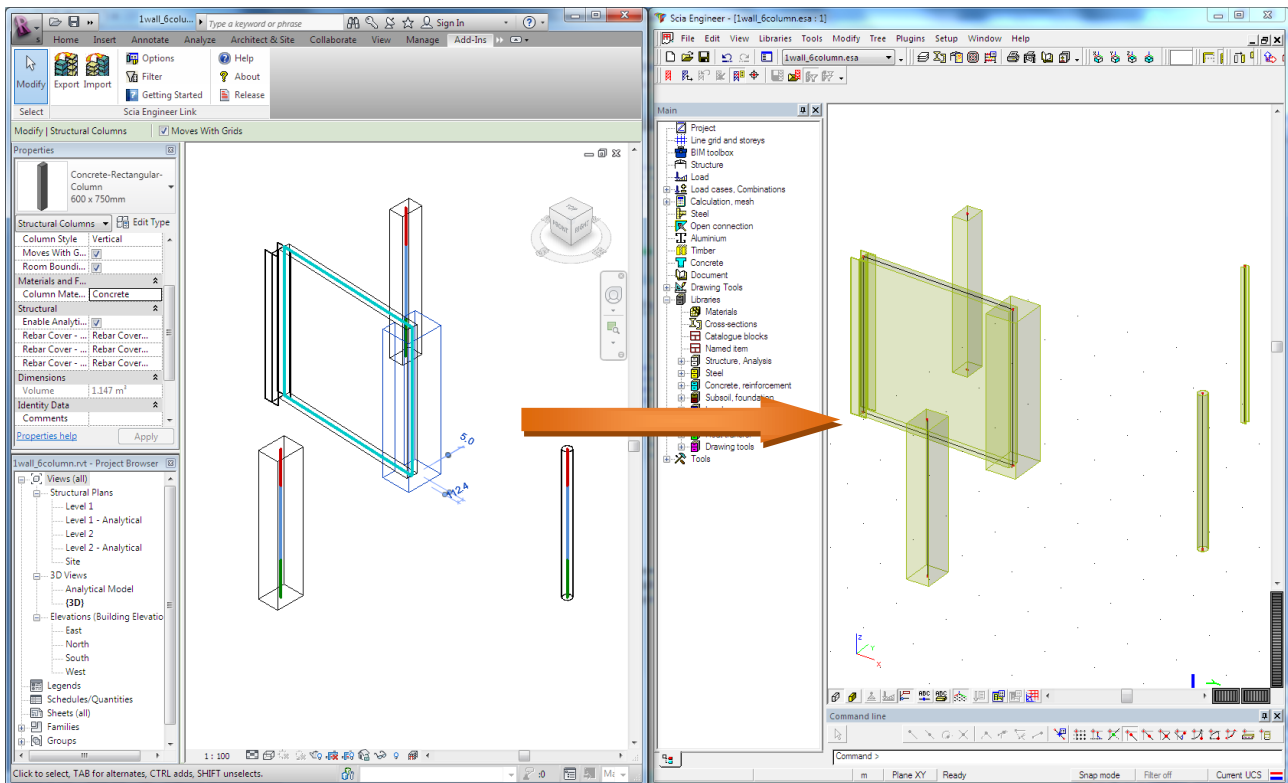 1wall_6colu...
Type a keyword or phrase
Sign In
Home Insert Annotate Analyze Architect & Site Collaborate View Manage Add-Ins
Modify
Export Import
Options
Filter
Getting Started
Help
About
Release
Select
Scia Engineer Link
Modify | Structural Columns
Moves With Grids
Properties
Concrete-Rectangular-
Column
600 x 750mm
Structural Columns
Edit Type
Column Style Vertical
Moves With G...
Room Boundi...
Materials and F...
Column Mate... Concrete
Structural
Enable Analyti...
Rebar Cover - ... Rebar Cover...
Rebar Cover - ... Rebar Cover...
Rebar Cover - ... Rebar Cover...
Dimensions
Volume 1.147 m³
Identity Data
Comments
Properties help
Apply
1wall_6column.rvt - Project Browser
Views (all)
Structural Plans
Level 1
Level 1 - Analytical
Level 2
Level 2 - Analytical
Site
3D Views
Analytical Model
{3D}
Elevations (Building Elevatio
East
North
South
West
Legends
Schedules/Quantities
Sheets (all)
Families
Groups
FRONT
RIGHT
5.0
1 : 100
Click to select, TAB for alternates, CTRL adds, SHIFT unselects.
:0
Scia Engineer - [1wall_6column.esa : 1]
File Edit View Libraries Tools Modify Tree Plugins Setup Window Help
1wall_6column.esa
Main
Project
Line grid and storeys
BIM toolbox
Structure
Load
Load cases, Combinations
Calculation, mesh
Steel
Open connection
Aluminium
Timber
Concrete
Document
Drawing Tools
Libraries
Materials
Cross-sections
Catalogue blocks
Named item
Structure, Analysis
Steel
Concrete, reinforcement
Subsoil, foundation
Drawing tools
Tools
z
Y
X
Command line
Command >
m
Plane XY
Ready
Snap mode
Filter off
Current UCS